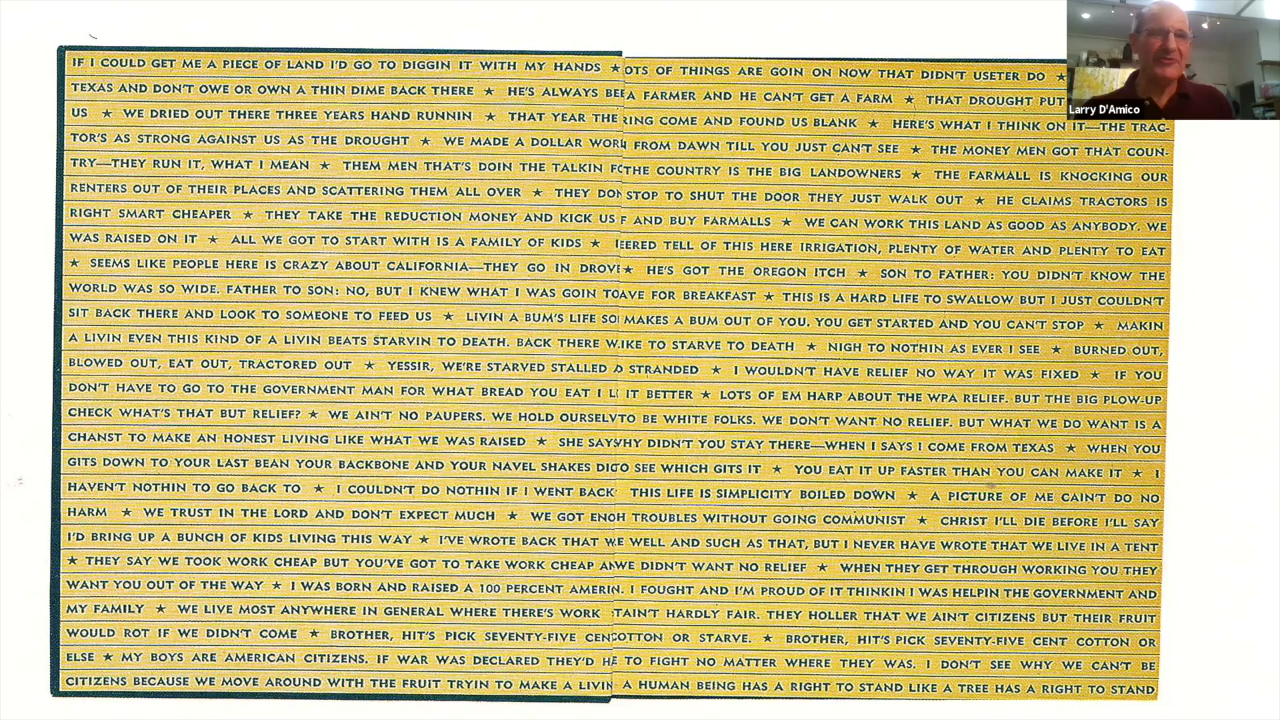 IF I COULD GET ME A PIECE OF LAND I'D GO TO DIGGIN IT WITH MY HANDS ★ OTS OF THINGS ARE GOIN ON NOW THAT DIDN'T USETER DO ★
TEXAS AND DON'T OWE OR OWN A THIN DIME BACK THERE ★ HE'S ALWAYS BEE A FARMER AND HE CAN'T GET A FARM ★ THAT DROUGHT PUT
US ★ WE DRIED OUT THERE THREE YEARS HAND RUNNIN ★ THAT YEAR THE RING COME AND FOUND US BLANK ★ HERE'S WHAT I THINK ON IT—THE TRAC-
TOR'S AS STRONG AGAINST US AS THE DROUGHT ★ WE MADE A DOLLAR WOR FROM DAWN TILL YOU JUST CAN'T SEE ★ THE MONEY MEN GOT THAT COUN-
TRY—THEY RUN IT, WHAT I MEAN ★ THEM MEN THAT'S DOIN THE TALKIN FO THE COUNTRY IS THE BIG LANDOWNERS ★ THE FARMALL IS KNOCKING OUR
RENTERS OUT OF THEIR PLACES AND SCATTERING THEM ALL OVER ★ THEY DON STOP TO SHUT THE DOOR THEY JUST WALK OUT ★ HE CLAIMS TRACTORS IS
RIGHT SMART CHEAPER ★ THEY TAKE THE REDUCTION MONEY AND KICK US F AND BUY FARMALLS ★ WE CAN WORK THIS LAND AS GOOD AS ANYBODY. WE
WAS RAISED ON IT ★ ALL WE GOT TO START WITH IS A FAMILY OF KIDS ★ EERED TELL OF THIS HERE IRRIGATION, PLENTY OF WATER AND PLENTY TO EAT
★ SEEMS LIKE PEOPLE HERE IS CRAZY ABOUT CALIFORNIA—THEY GO IN DROVE ★ HE'S GOT THE OREGON ITCH ★ SON TO FATHER: YOU DIDN'T KNOW THE
WORLD WAS SO WIDE. FATHER TO SON: NO, BUT I KNEW WHAT I WAS GOIN TO AVE FOR BREAKFAST ★ THIS IS A HARD LIFE TO SWALLOW BUT I JUST COULDN'T
SIT BACK THERE AND LOOK TO SOMEONE TO FEED US ★ LIVIN A BUM'S LIFE SO MAKES A BUM OUT OF YOU. YOU GET STARTED AND YOU CAN'T STOP ★ MAKIN
A LIVIN EVEN THIS KIND OF A LIVIN BEATS STARVIN TO DEATH. BACK THERE W IKE TO STARVE TO DEATH ★ NIGH TO NOTHIN AS EVER I SEE ★ BURNED OUT,
BLOWED OUT, EAT OUT, TRACTORED OUT ★ YESSIR, WE'RE STARVED STALLED STRANDED ★ I WOULDN'T HAVE RELIEF NO WAY IT WAS FIXED ★ IF YOU
DON'T HAVE TO GO TO THE GOVERNMENT MAN FOR WHAT BREAD YOU EAT I L IT BETTER ★ LOTS OF EM HARP ABOUT THE WPA RELIEF. BUT THE BIG PLOW-UP
CHECK WHAT'S THAT BUT RELIEF? ★ WE AIN'T NO PAUPERS. WE HOLD OURSELV TO BE WHITE FOLKS. WE DON'T WANT NO RELIEF. BUT WHAT WE DO WANT IS A
CHANST TO MAKE AN HONEST LIVING LIKE WHAT WE WAS RAISED ★ SHE SAY WHY DIDN'T YOU STAY THERE—WHEN I SAYS I COME FROM TEXAS ★ WHEN YOU
GITS DOWN TO YOUR LAST BEAN YOUR BACKBONE AND YOUR NAVEL SHAKES DIC O SEE WHICH GITS IT ★ YOU EAT IT UP FASTER THAN YOU CAN MAKE IT ★ I
HAVEN'T NOTHIN TO GO BACK TO ★ I COULDN'T DO NOTHIN IF I WENT BACK THIS LIFE IS SIMPLICITY BOILED DOWN ★ A PICTURE OF ME CAIN'T DO NO
HARM ★ WE TRUST IN THE LORD AND DON'T EXPECT MUCH ★ WE GOT ENOH TROUBLES WITHOUT GOING COMMUNIST ★ CHRIST I'LL DIE BEFORE I'LL SAY
I'D BRING UP A BUNCH OF KIDS LIVING THIS WAY ★ I'VE WROTE BACK THAT WE WELL AND SUCH AS THAT, BUT I NEVER HAVE WROTE THAT WE LIVE IN A TENT
★ THEY SAY WE TOOK WORK CHEAP BUT YOU'VE GOT TO TAKE WORK CHEAP AN WE DIDN'T WANT NO RELIEF ★ WHEN THEY GET THROUGH WORKING YOU THEY
WANT YOU OUT OF THE WAY ★ I WAS BORN AND RAISED A 100 PERCENT AMERIN. I FOUGHT AND I'M PROUD OF IT THINKIN I WAS HELPIN THE GOVERNMENT AND
MY FAMILY ★ WE LIVE MOST ANYWHERE IN GENERAL WHERE THERE'S WORK TAIN'T HARDLY FAIR. THEY HOLLER THAT WE AIN'T CITIZENS BUT THEIR FRUIT
WOULD ROT IF WE DIDN'T COME ★ BROTHER, HIT'S PICK SEVENTY-FIVE CEN COTTON OR STARVE. ★ BROTHER, HIT'S PICK SEVENTY-FIVE CENT COTTON OR
ELSE ★ MY BOYS ARE AMERICAN CITIZENS. IF WAR WAS DECLARED THEY'D HE TO FIGHT NO MATTER WHERE THEY WAS. I DON'T SEE WHY WE CAN'T BE
CITIZENS BECAUSE WE MOVE AROUND WITH THE FRUIT TRYIN TO MAKE A LIVIN A HUMAN BEING HAS A RIGHT TO STAND LIKE A TREE HAS A RIGHT TO STAND
Larry D'Amico